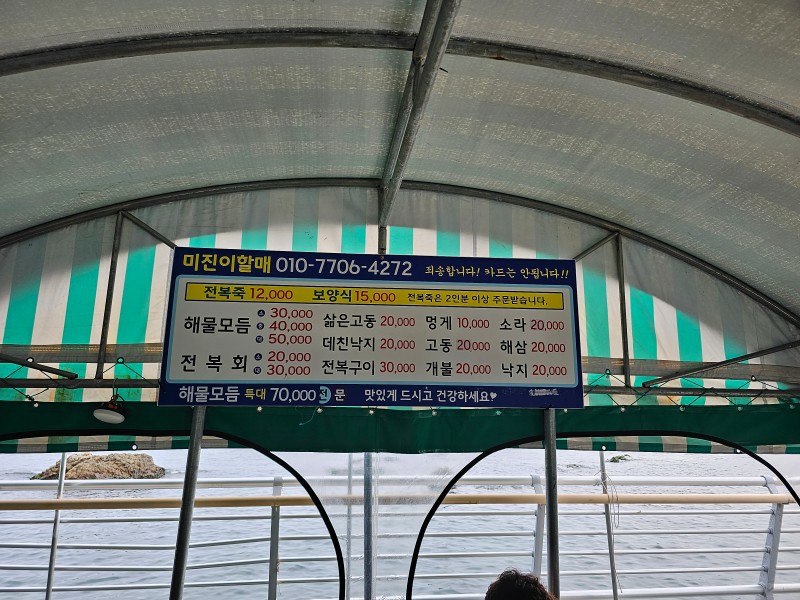 미진이할매 010-7706-4272 죄송합니다! 카드는 안됩니다!!
전복죽 12,000 보양식 15,000 전복죽은 2인분 이상 주문받습니다.
해물모듬 소 30,000 중 40,000 대 50,000
삶은고동 20,000 멍게 10,000 소라 20,000
데친낙지 20,000 고동 20,000 해삼 20,000
전복회 소 20,000 대 30,000
전복구이 30,000 개불 20,000 낙지 20,000
해물모듬 특대 70,000 주문 맛있게 드시고 건강하세요♥